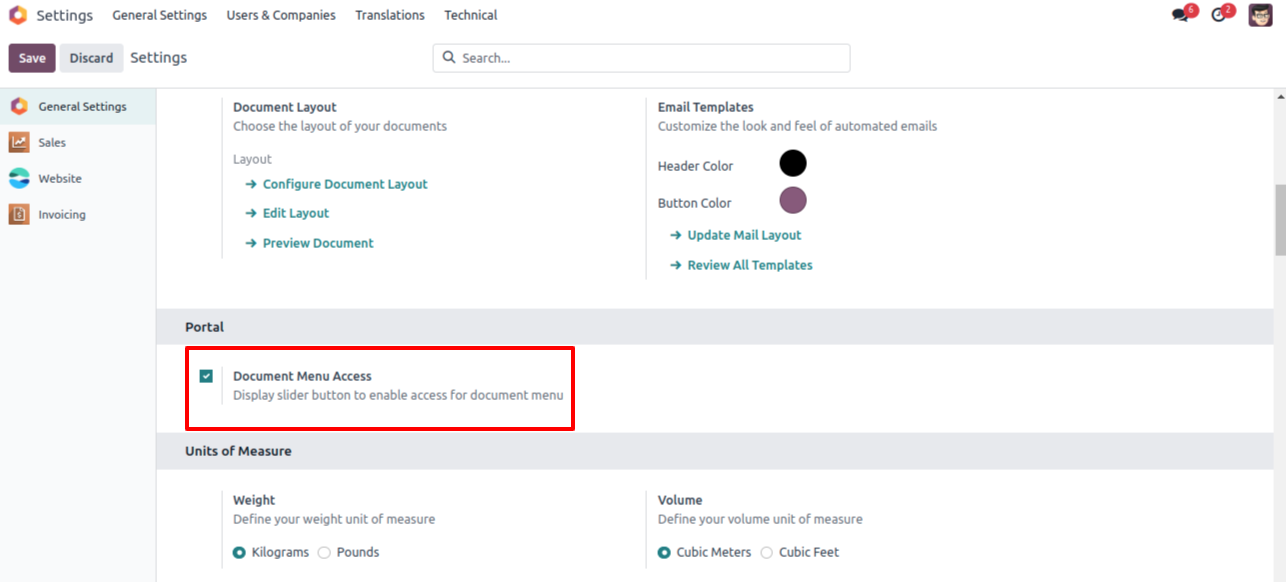 Settings General Settings Users & Companies Translations Technical 6 2
Save Discard Settings Search...
General Settings
Sales
Website
Invoicing
Document Layout
Choose the layout of your documents
Layout
→ Configure Document Layout
→ Edit Layout
→ Preview Document
Email Templates
Customize the look and feel of automated emails
Header Color
Button Color
→ Update Mail Layout
→ Review All Templates
Portal
Document Menu Access
Display slider button to enable access for document menu
Units of Measure
Weight
Define your weight unit of measure
Kilograms Pounds
Volume
Define your volume unit of measure
Cubic Meters Cubic Feet